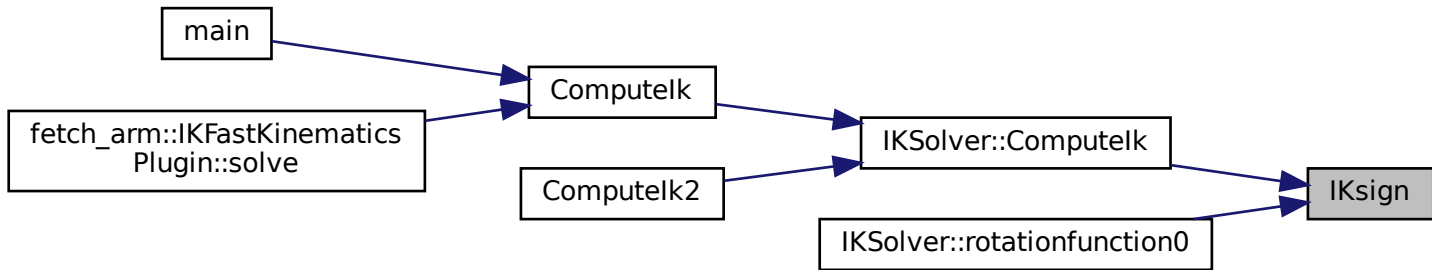 main
fetch_arm::IKFastKinematics
Plugin::solve
ComputeIk
ComputeIk2
IKSolver::ComputeIk
IKSolver::rotationfunction0
IKsign